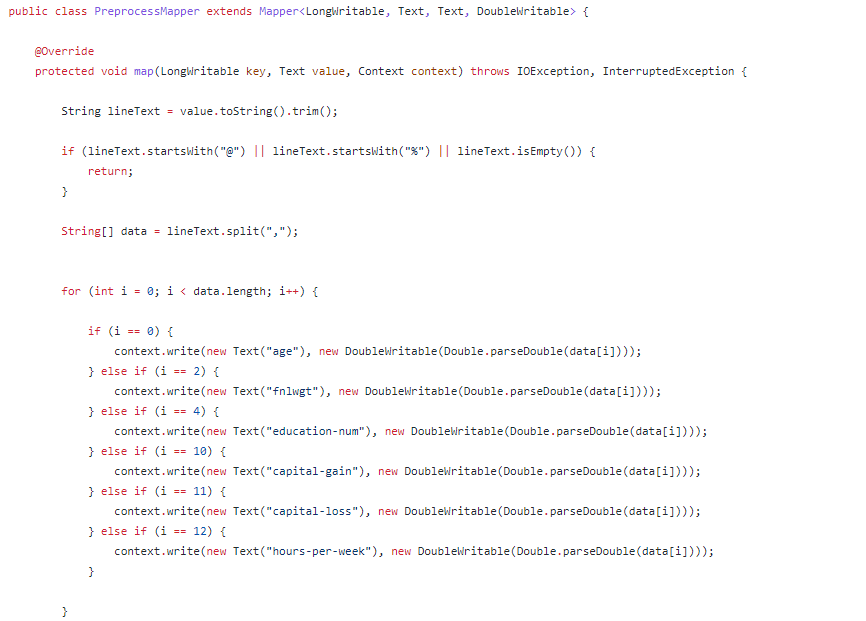 public class PreprocessMapper extends Mapper<LongWritable, Text, Text, DoubleWritable> {
@Override
protected void map(LongWritable key, Text value, Context context) throws IOException, InterruptedException {
String lineText = value.toString().trim();
if (lineText.startsWith("@") || lineText.startsWith("%") || lineText.isEmpty()) {
return;
}
String[] data = lineText.split(",");
for (int i = 0; i < data.length; i++) {
if (i == 0) {
context.write(new Text("age"), new DoubleWritable(Double.parseDouble(data[i])));
} else if (i == 2) {
context.write(new Text("fnlwgt"), new DoubleWritable(Double.parseDouble(data[i])));
} else if (i == 4) {
context.write(new Text("education-num"), new DoubleWritable(Double.parseDouble(data[i])));
} else if (i == 10) {
context.write(new Text("capital-gain"), new DoubleWritable(Double.parseDouble(data[i])));
} else if (i == 11) {
context.write(new Text("capital-loss"), new DoubleWritable(Double.parseDouble(data[i])));
} else if (i == 12) {
context.write(new Text("hours-per-week"), new DoubleWritable(Double.parseDouble(data[i])));
}
}